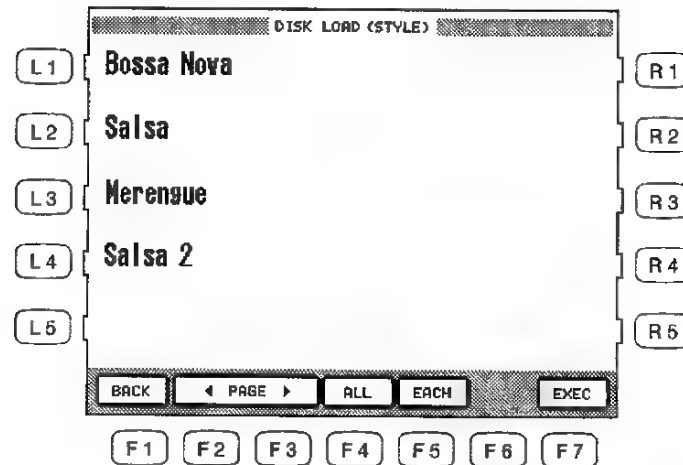 DISK LOAD (STYLE)
L1 Bossa Nova R1
L2 Salsa R2
L3 Merengue R3
L4 Salsa 2 R4
L5 R5
BACK ◀ PAGE ▶ ALL EACH EXEC
F1 F2 F3 F4 F5 F6 F7